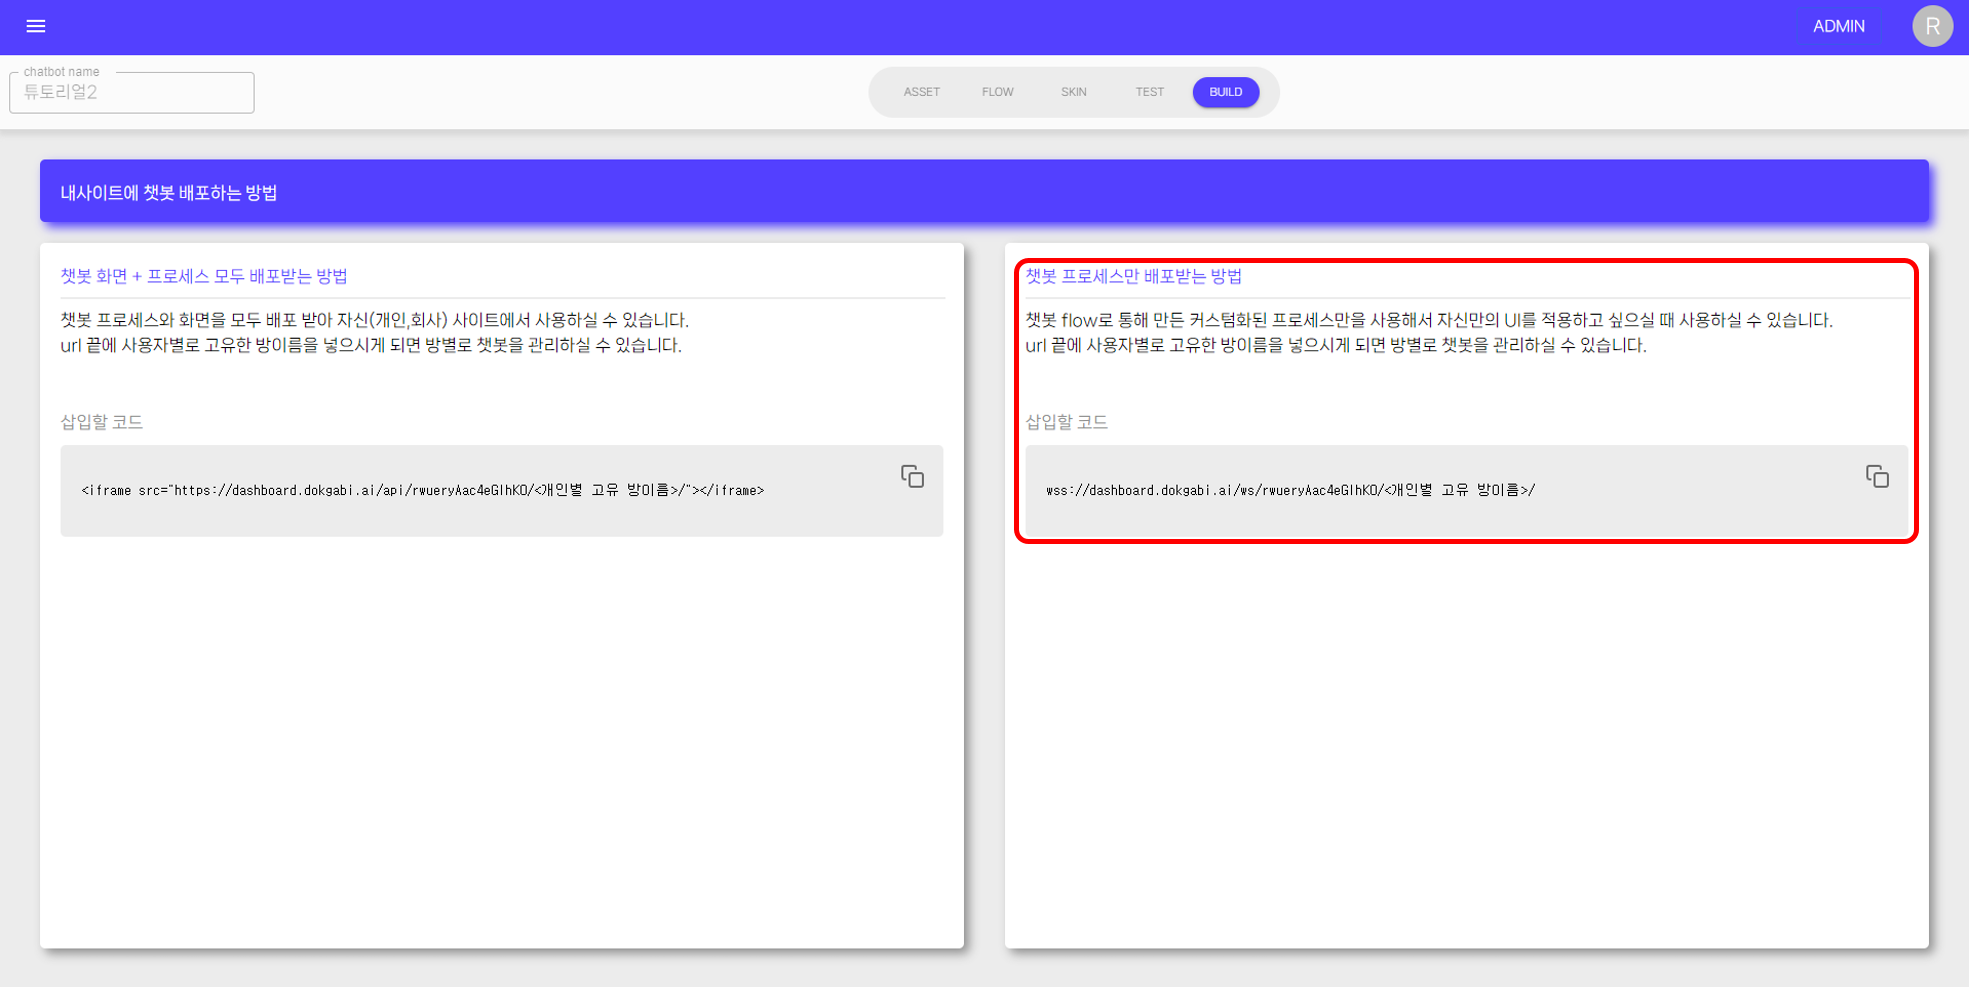 ADMIN
R
chatbot name
튜토리얼2
ASSET
FLOW
SKIN
TEST
BUILD
내사이트에 챗봇 배포하는 방법
챗봇 화면 + 프로세스 모두 배포받는 방법
챗봇 프로세스와 화면을 모두 배포 받아 자신(개인,회사) 사이트에서 사용하실 수 있습니다.
url 끝에 사용자별로 고유한 방이름을 넣으시게 되면 방별로 챗봇을 관리하실 수 있습니다.
삽입할 코드
<iframe src="https://dashboard.dokgabi.ai/api/rwueryAac4eGlhKO/<개인별 고유 방이름>/"></iframe>
챗봇 프로세스만 배포받는 방법
챗봇 flow로 통해 만든 커스텀화된 프로세스만을 사용해서 자신만의 UI를 적용하고 싶으실 때 사용하실 수 있습니다.
url 끝에 사용자별로 고유한 방이름을 넣으시게 되면 방별로 챗봇을 관리하실 수 있습니다.
삽입할 코드
wss://dashboard.dokgabi.ai/ws/rwueryAac4eGlhKO/<개인별 고유 방이름>/